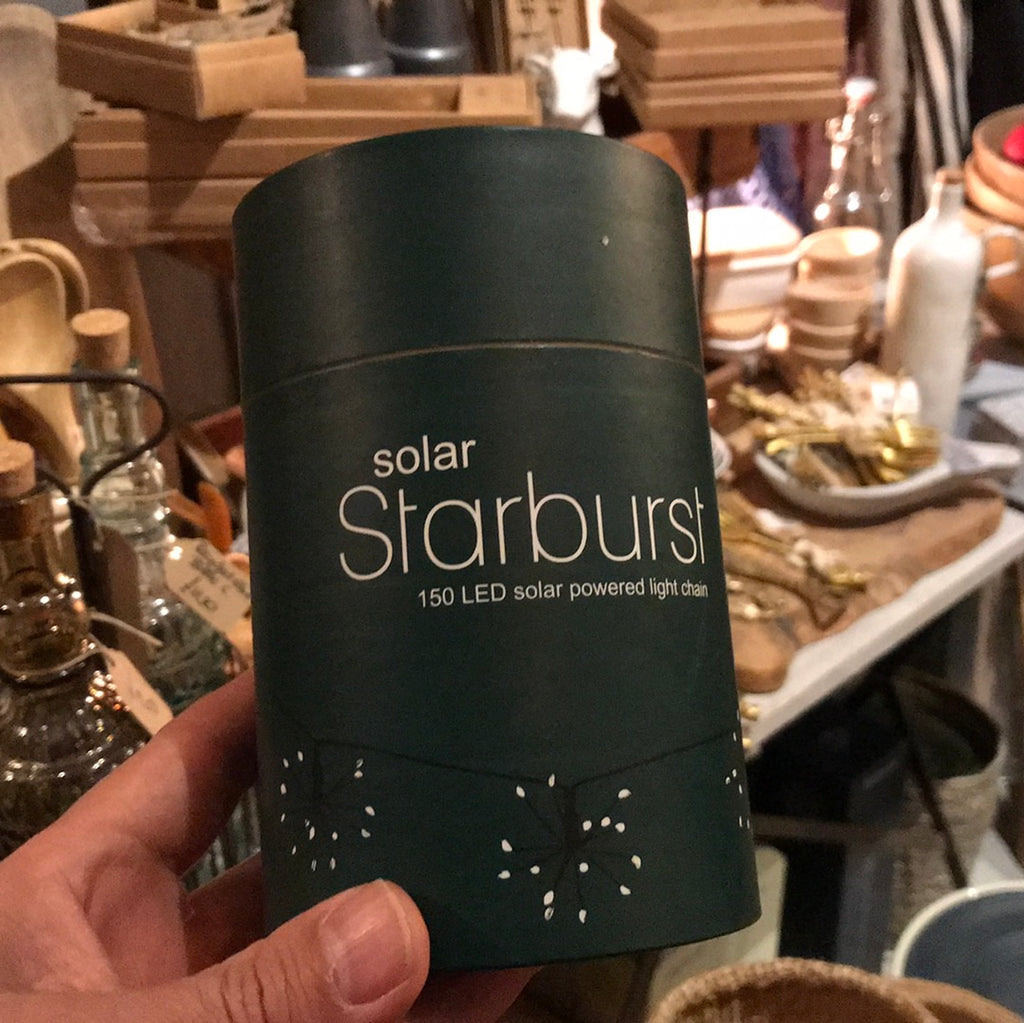 solar
Starburst
150 LED solar powered light chain